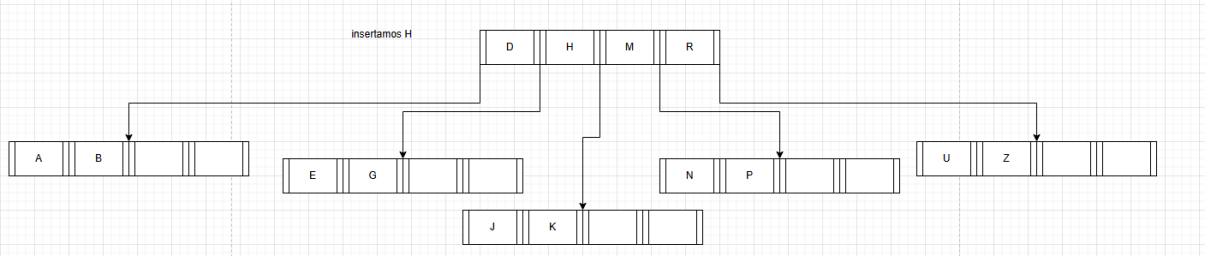 insertamos H
D H M R
A B
E G
J K
N P
U Z